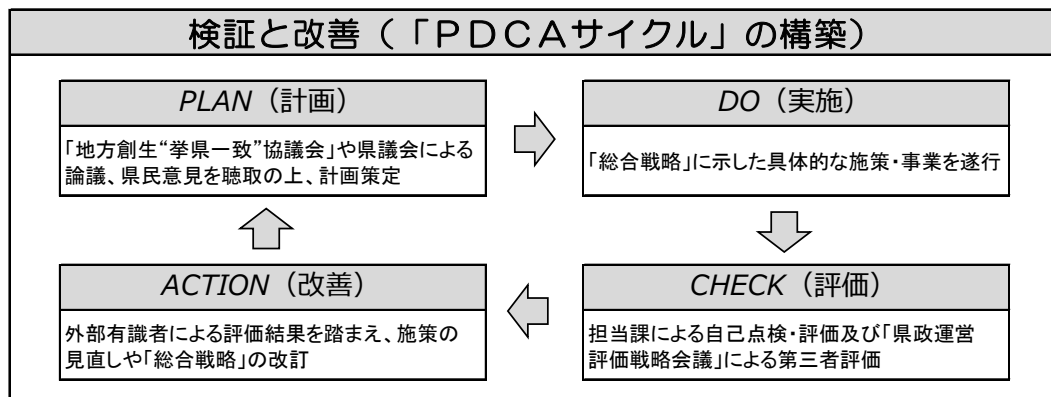 検証と改善（「ＰＤＣＡサイクル」の構築）
PLAN（計画）
「地方創生“挙県一致”協議会」や県議会による
論議、県民意見を聴取の上、計画策定
DO（実施）
「総合戦略」に示した具体的な施策・事業を遂行
ACTION（改善）
外部有識者による評価結果を踏まえ、施策の
見直しや「総合戦略」の改訂
CHECK（評価）
担当課による自己点検・評価及び「県政運営
評価戦略会議」による第三者評価